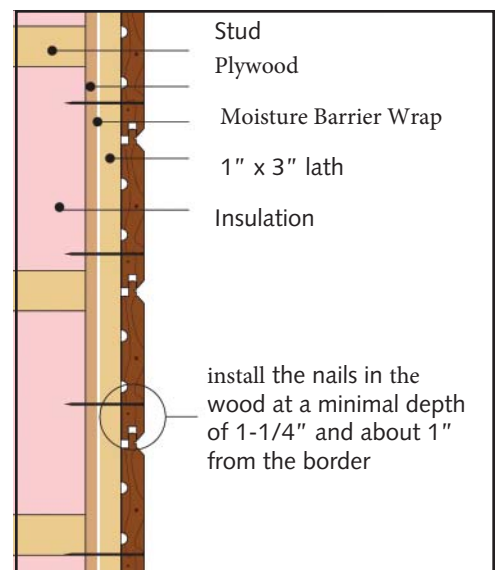 Stud
Plywood
Moisture Barrier Wrap
1” x 3” lath
Insulation
install the nails in the
wood at a minimal depth
of 1-1/4” and about 1”
from the border